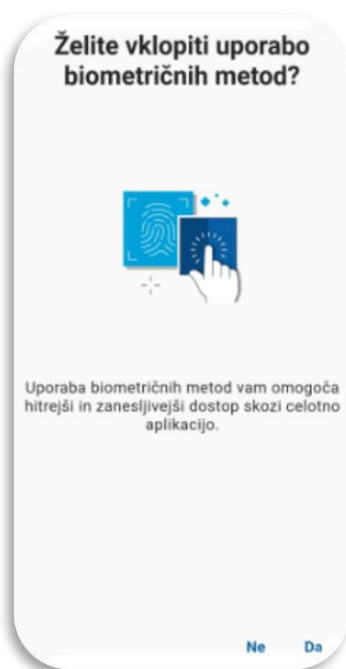 Želite vklopiti uporabo
biometričnih metod?
Uporaba biometričnih metod vam omogoča
hitrejši in zanesljivejši dostop skozi celotno
aplikacijo.
Ne Da